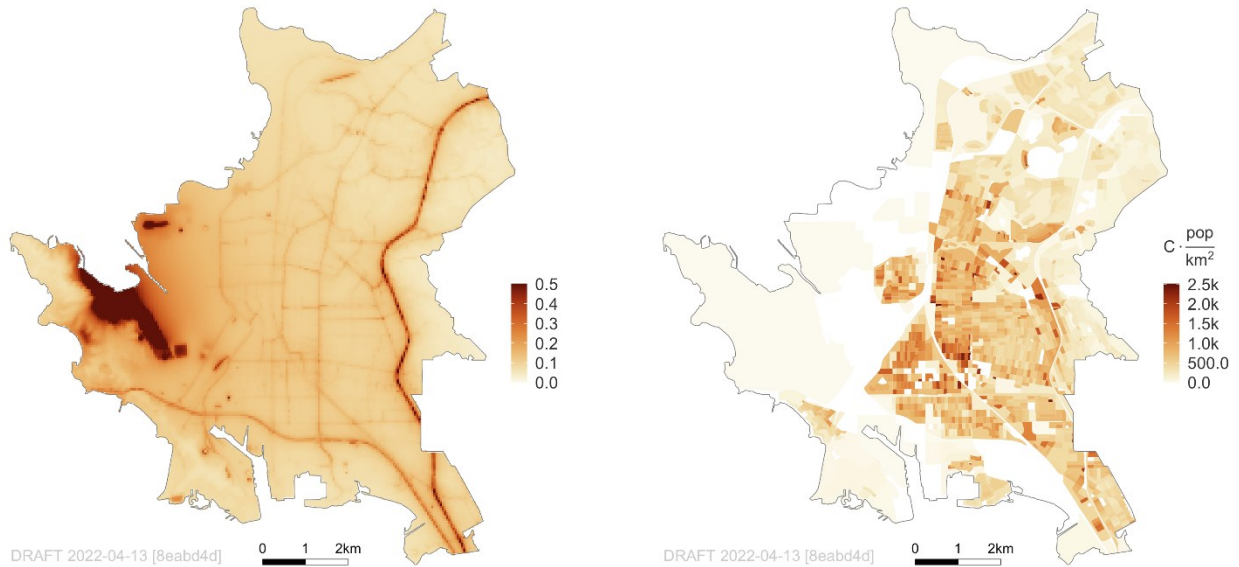 0.5
0.4
0.3
0.2
0.1
0.0
DRAFT 2022-04-13 [8eabd4d]
0 1 2km
C · pop
km²
2.5k
2.0k
1.5k
1.0k
500.0
0.0
DRAFT 2022-04-13 [8eabd4d]
0 1 2km